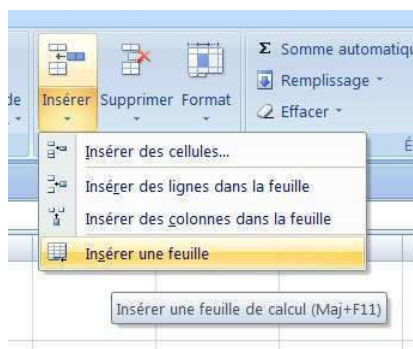 Σ Somme automatiqu
de Insérer Supprimer Format
Remplissage
Effacer
É
Insérer des cellules...
Insérer des lignes dans la feuille
Insérer des colonnes dans la feuille
Insérer une feuille
Insérer une feuille de calcul (Maj+F11)